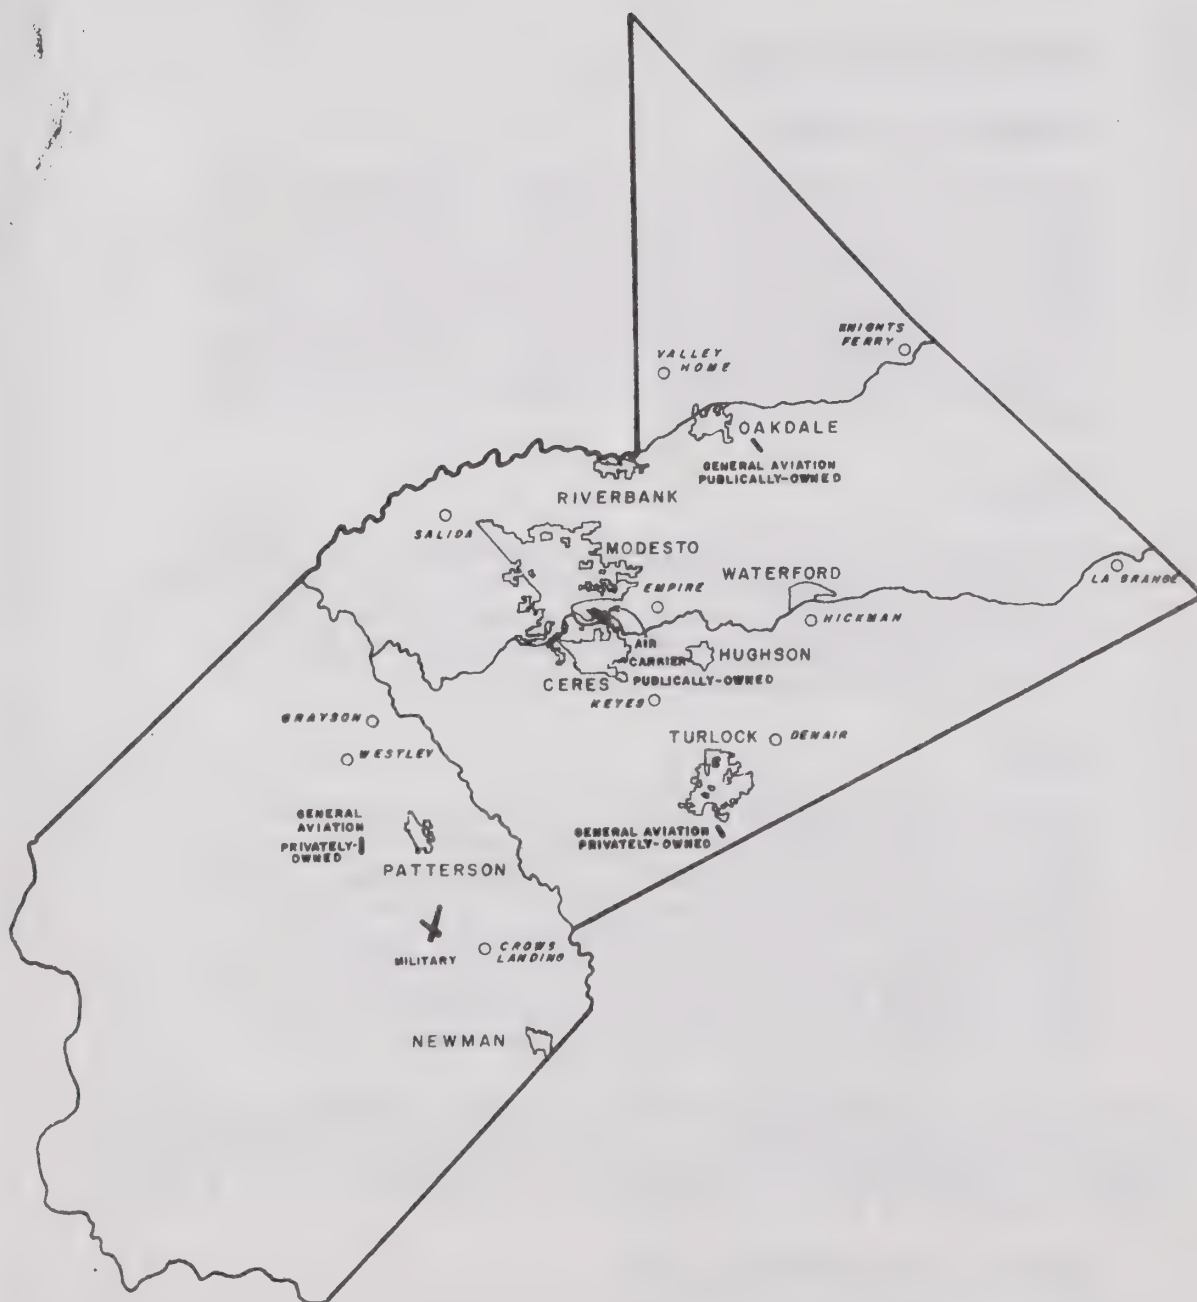 KNIGHTS
FERRY
VALLEY
HOME
OAKDALE
GENERAL AVIATION
PUBLICALLY-OWNED
RIVERBANK
SALIDA
MODESTO
EMPIRE
WATERFORD
LA GRANGE
HICKMAN
AIR
CARRIER
PUBLICALLY-OWNED
HUGHSON
CERES
KEYES
GRAYSON
WESTLEY
TURLOCK
DENAIR
GENERAL AVIATION
PRIVATELY-OWNED
GENERAL
AVIATION
PRIVATELY-
OWNED
PATTERSON
MILITARY
CROWS
LANDING
NEWMAN